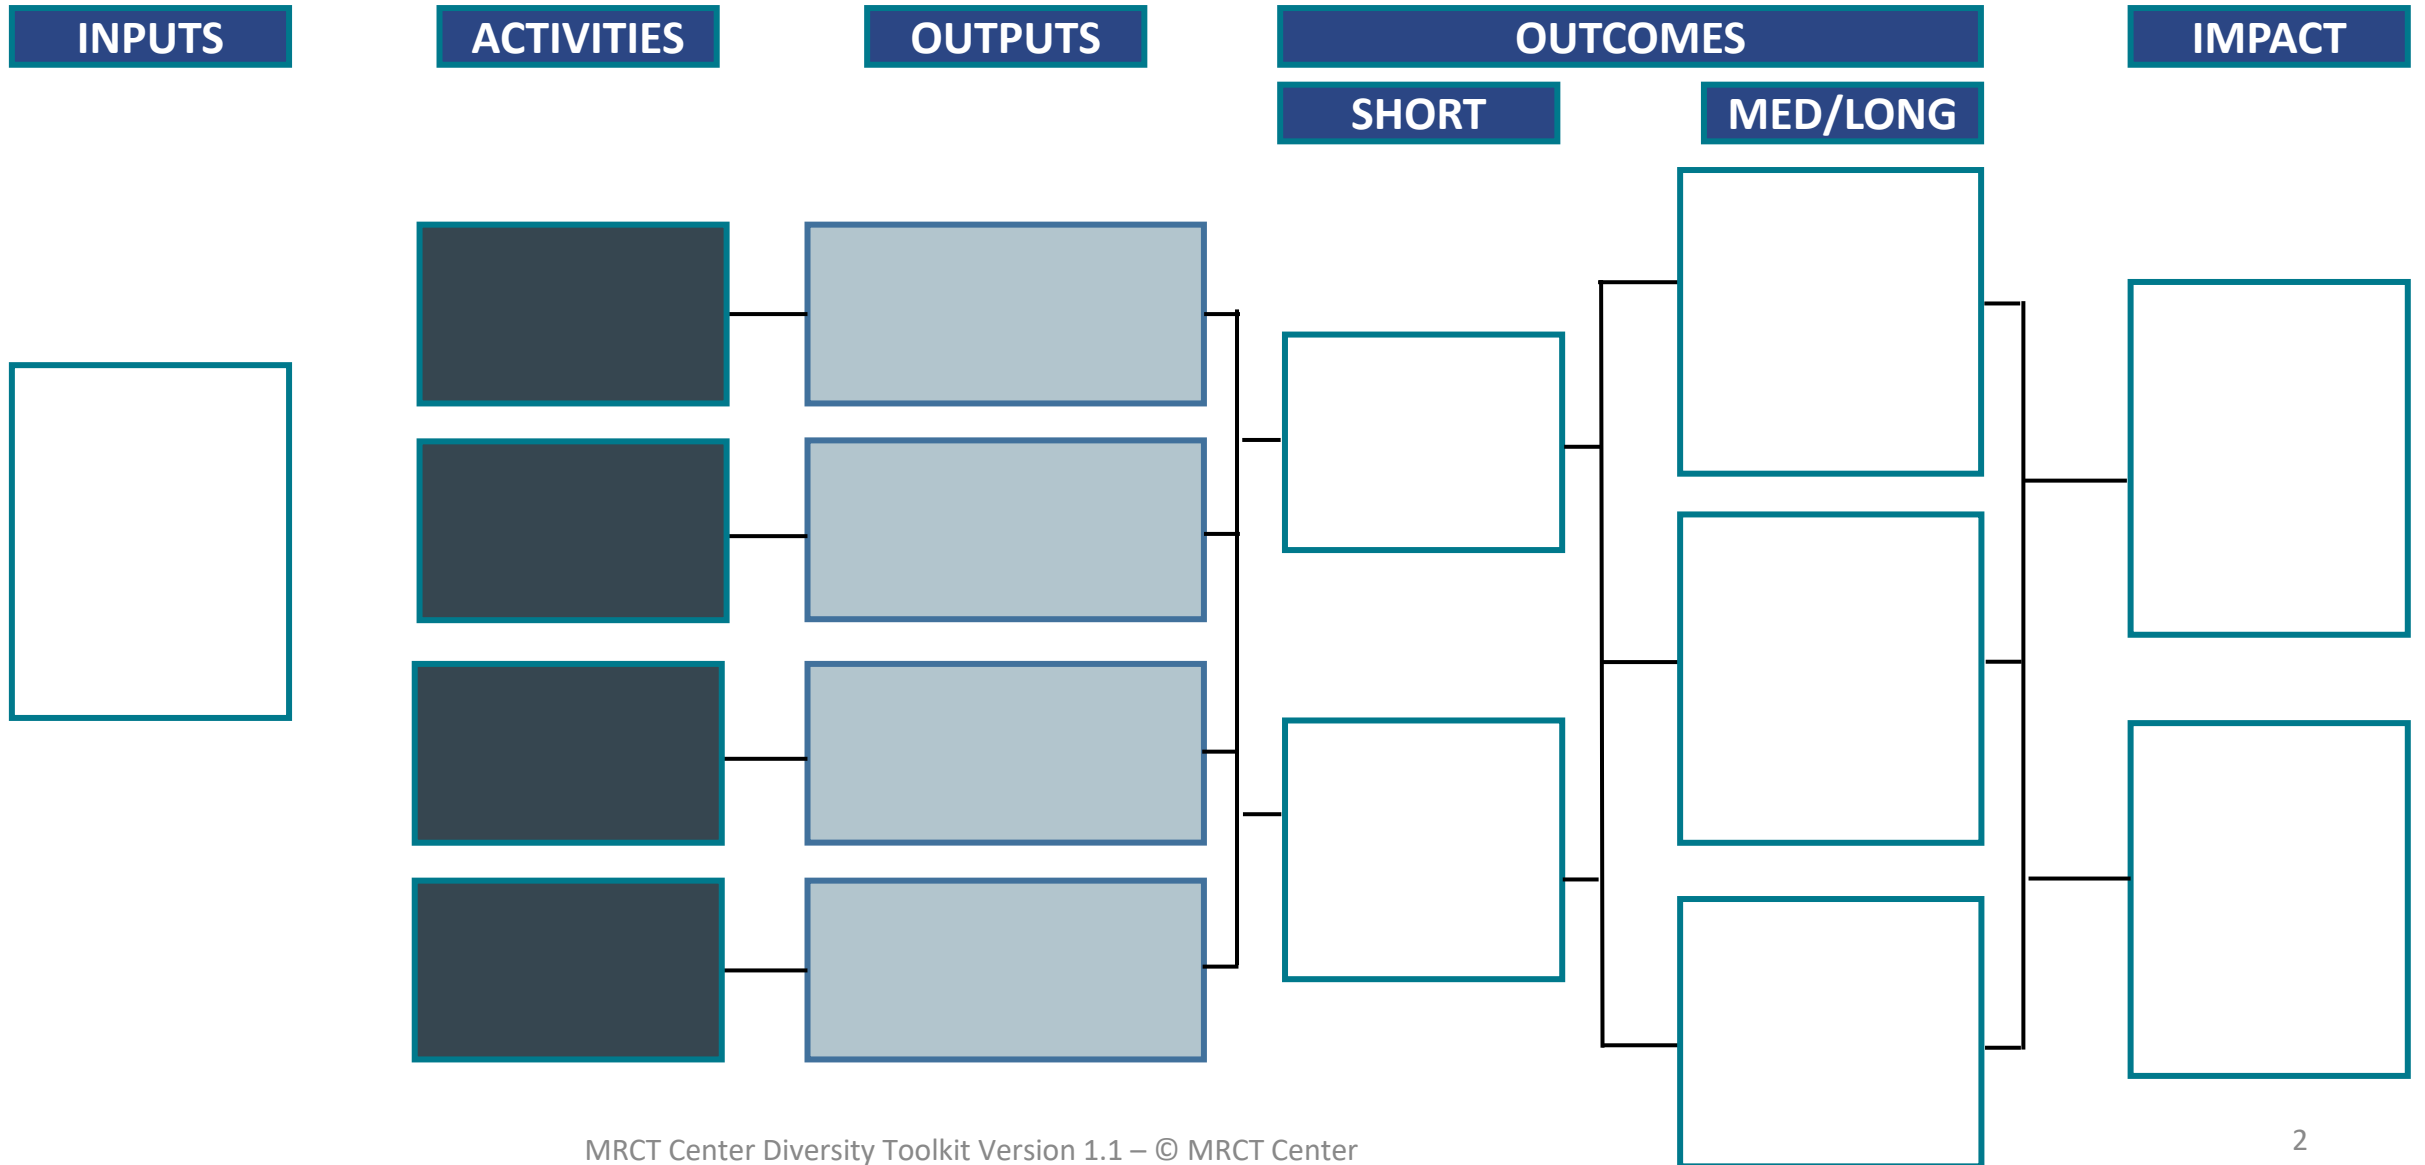 INPUTS
ACTIVITIES
OUTPUTS
OUTCOMES
IMPACT
SHORT
MED/LONG
MRCT Center Diversity Toolkit Version 1.1 – © MRCT Center
2